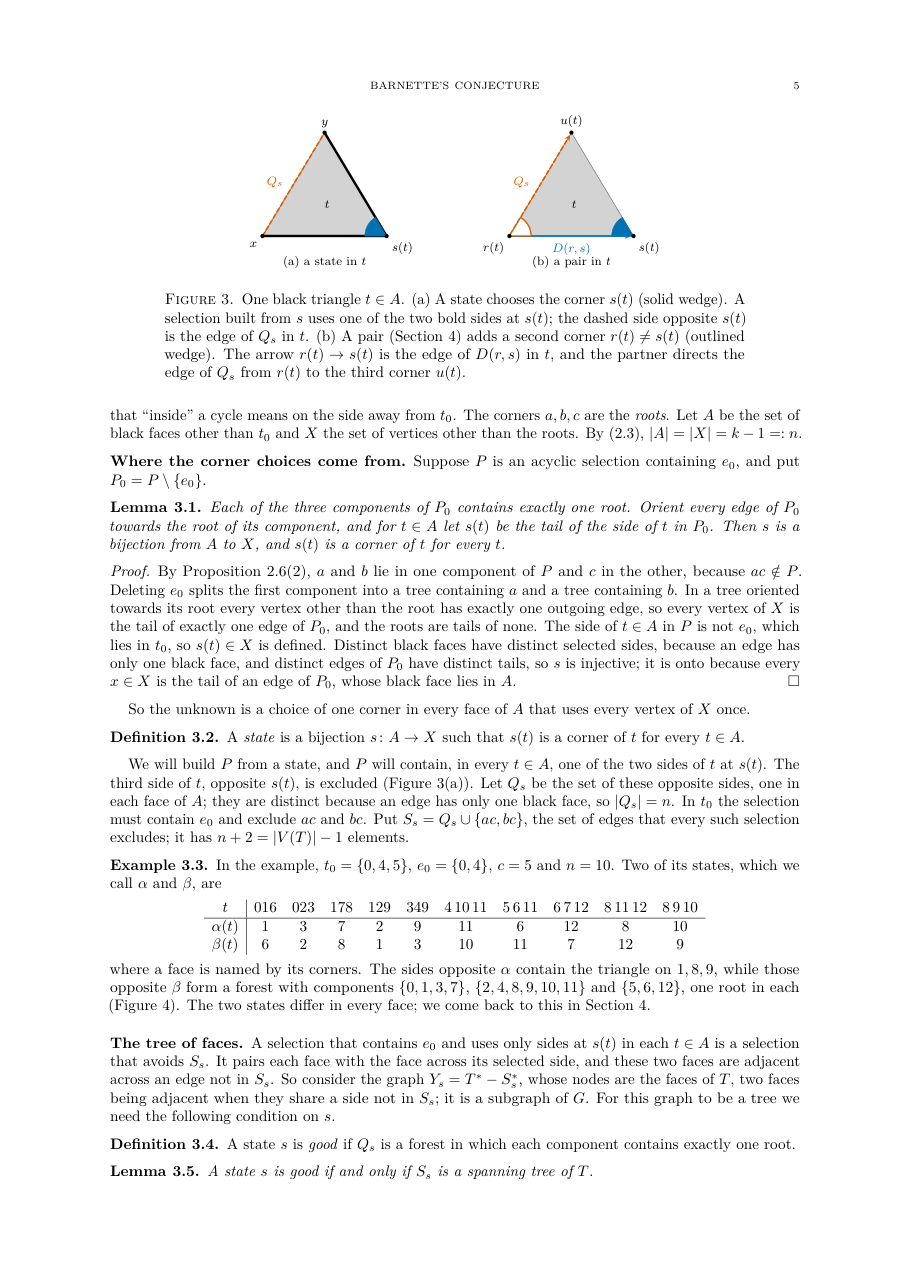 BARNETTE'S CONJECTURE 5
y
u(t)
Q_s
Q_s
t
t
x
s(t)
r(t)
D(r, s)
s(t)
(a) a state in t
(b) a pair in t
FIGURE 3. One black triangle t ∈ A. (a) A state chooses the corner s(t) (solid wedge). A
selection built from s uses one of the two bold sides at s(t); the dashed side opposite s(t)
is the edge of Q_s in t. (b) A pair (Section 4) adds a second corner r(t) ≠ s(t) (outlined
wedge). The arrow r(t) → s(t) is the edge of D(r, s) in t, and the partner directs the
edge of Q_s from r(t) to the third corner u(t).
that “inside” a cycle means on the side away from t_0. The corners a, b, c are the roots. Let A be the set of
black faces other than t_0 and X the set of vertices other than the roots. By (2.3), |A| = |X| = k − 1 =: n.
Where the corner choices come from. Suppose P is an acyclic selection containing e_0, and put
P_0 = P \ {e_0}.
Lemma 3.1. Each of the three components of P_0 contains exactly one root. Orient every edge of P_0
towards the root of its component, and for t ∈ A let s(t) be the tail of the side of t in P_0. Then s is a
bijection from A to X, and s(t) is a corner of t for every t.
Proof. By Proposition 2.6(2), a and b lie in one component of P and c in the other, because ac ∉ P.
Deleting e_0 splits the first component into a tree containing a and a tree containing b. In a tree oriented
towards its root every vertex other than the root has exactly one outgoing edge, so every vertex of X is
the tail of exactly one edge of P_0, and the roots are tails of none. The side of t ∈ A in P is not e_0, which
lies in t_0, so s(t) ∈ X is defined. Distinct black faces have distinct selected sides, because an edge has
only one black face, and distinct edges of P_0 have distinct tails, so s is injective; it is onto because every
x ∈ X is the tail of an edge of P_0, whose black face lies in A. □
So the unknown is a choice of one corner in every face of A that uses every vertex of X once.
Definition 3.2. A state is a bijection s: A → X such that s(t) is a corner of t for every t ∈ A.
We will build P from a state, and P will contain, in every t ∈ A, one of the two sides of t at s(t). The
third side of t, opposite s(t), is excluded (Figure 3(a)). Let Q_s be the set of these opposite sides, one in
each face of A; they are distinct because an edge has only one black face, so |Q_s| = n. In t_0 the selection
must contain e_0 and exclude ac and bc. Put S_s = Q_s ∪ {ac, bc}, the set of edges that every such selection
excludes; it has n + 2 = |V(T)| − 1 elements.
Example 3.3. In the example, t_0 = {0, 4, 5}, e_0 = {0, 4}, c = 5 and n = 10. Two of its states, which we
call α and β, are
t 016 023 178 129 349 4 10 11 5 6 11 6 7 12 8 11 12 8 9 10
α(t) 1 3 7 2 9 11 6 12 8 10
β(t) 6 2 8 1 3 10 11 7 12 9
where a face is named by its corners. The sides opposite α contain the triangle on 1, 8, 9, while those
opposite β form a forest with components {0, 1, 3, 7}, {2, 4, 8, 9, 10, 11} and {5, 6, 12}, one root in each
(Figure 4). The two states differ in every face; we come back to this in Section 4.
The tree of faces. A selection that contains e_0 and uses only sides at s(t) in each t ∈ A is a selection
that avoids S_s. It pairs each face with the face across its selected side, and these two faces are adjacent
across an edge not in S_s. So consider the graph Y_s = T* − S_s*, whose nodes are the faces of T, two faces
being adjacent when they share a side not in S_s; it is a subgraph of G. For this graph to be a tree we
need the following condition on s.
Definition 3.4. A state s is good if Q_s is a forest in which each component contains exactly one root.
Lemma 3.5. A state s is good if and only if S_s is a spanning tree of T.